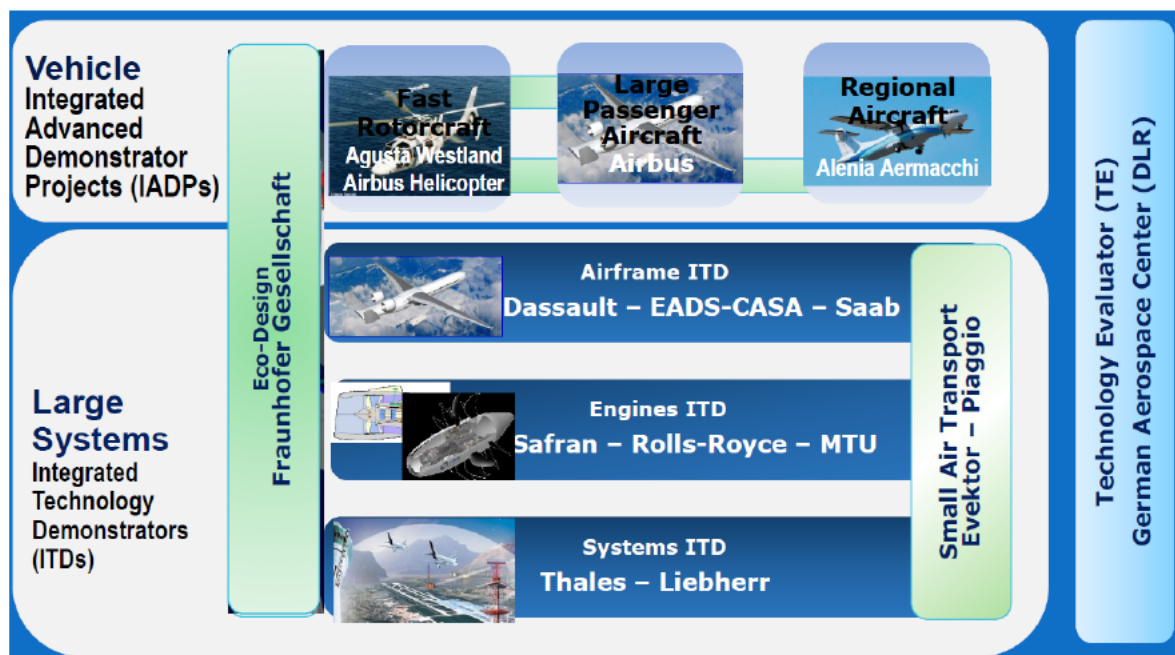 Vehicle
Integrated
Advanced
Demonstrator
Projects (IADPs)
Eco-Design
Fraunhofer Gesellschaft
Fast
Rotorcraft
Agusta Westland
Airbus Helicopter
Large
Passenger
Aircraft
Airbus
Regional
Aircraft
Alenia Aermacchi
Large
Systems
Integrated
Technology
Demonstrators
(ITDs)
Airframe ITD
Dassault – EADS-CASA – Saab
Engines ITD
Safran – Rolls-Royce – MTU
Systems ITD
Thales – Liebherr
Small Air Transport
Evektor – Piaggio
Technology Evaluator (TE)
German Aerospace Center (DLR)